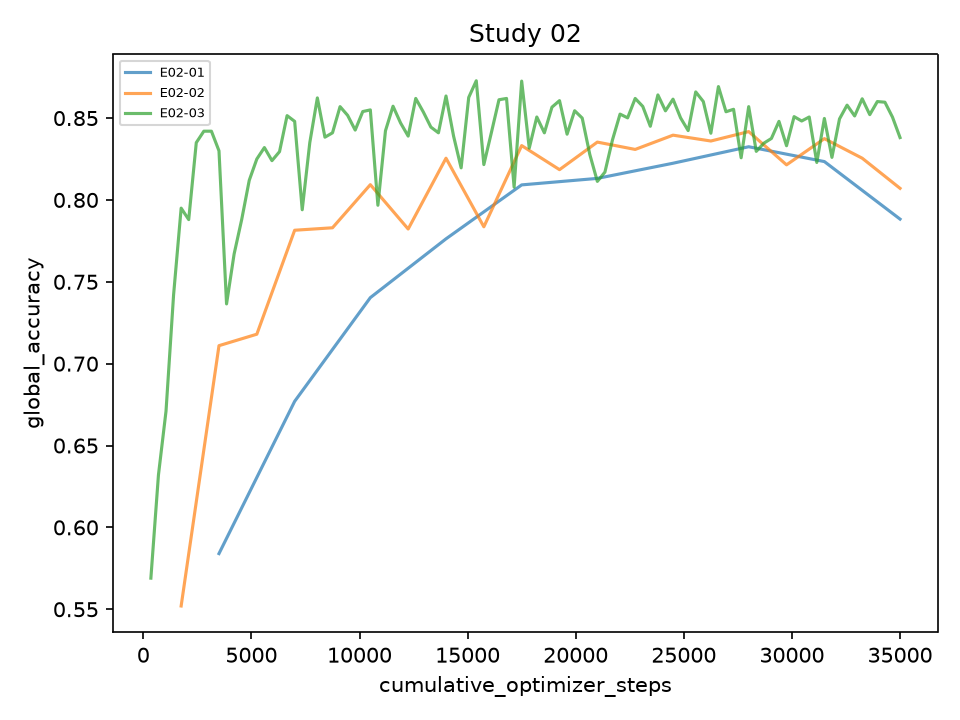 Study 02
E02-01
E02-02
E02-03
global_accuracy
0.85
0.80
0.75
0.70
0.65
0.60
0.55
0 5000 10000 15000 20000 25000 30000 35000
cumulative_optimizer_steps